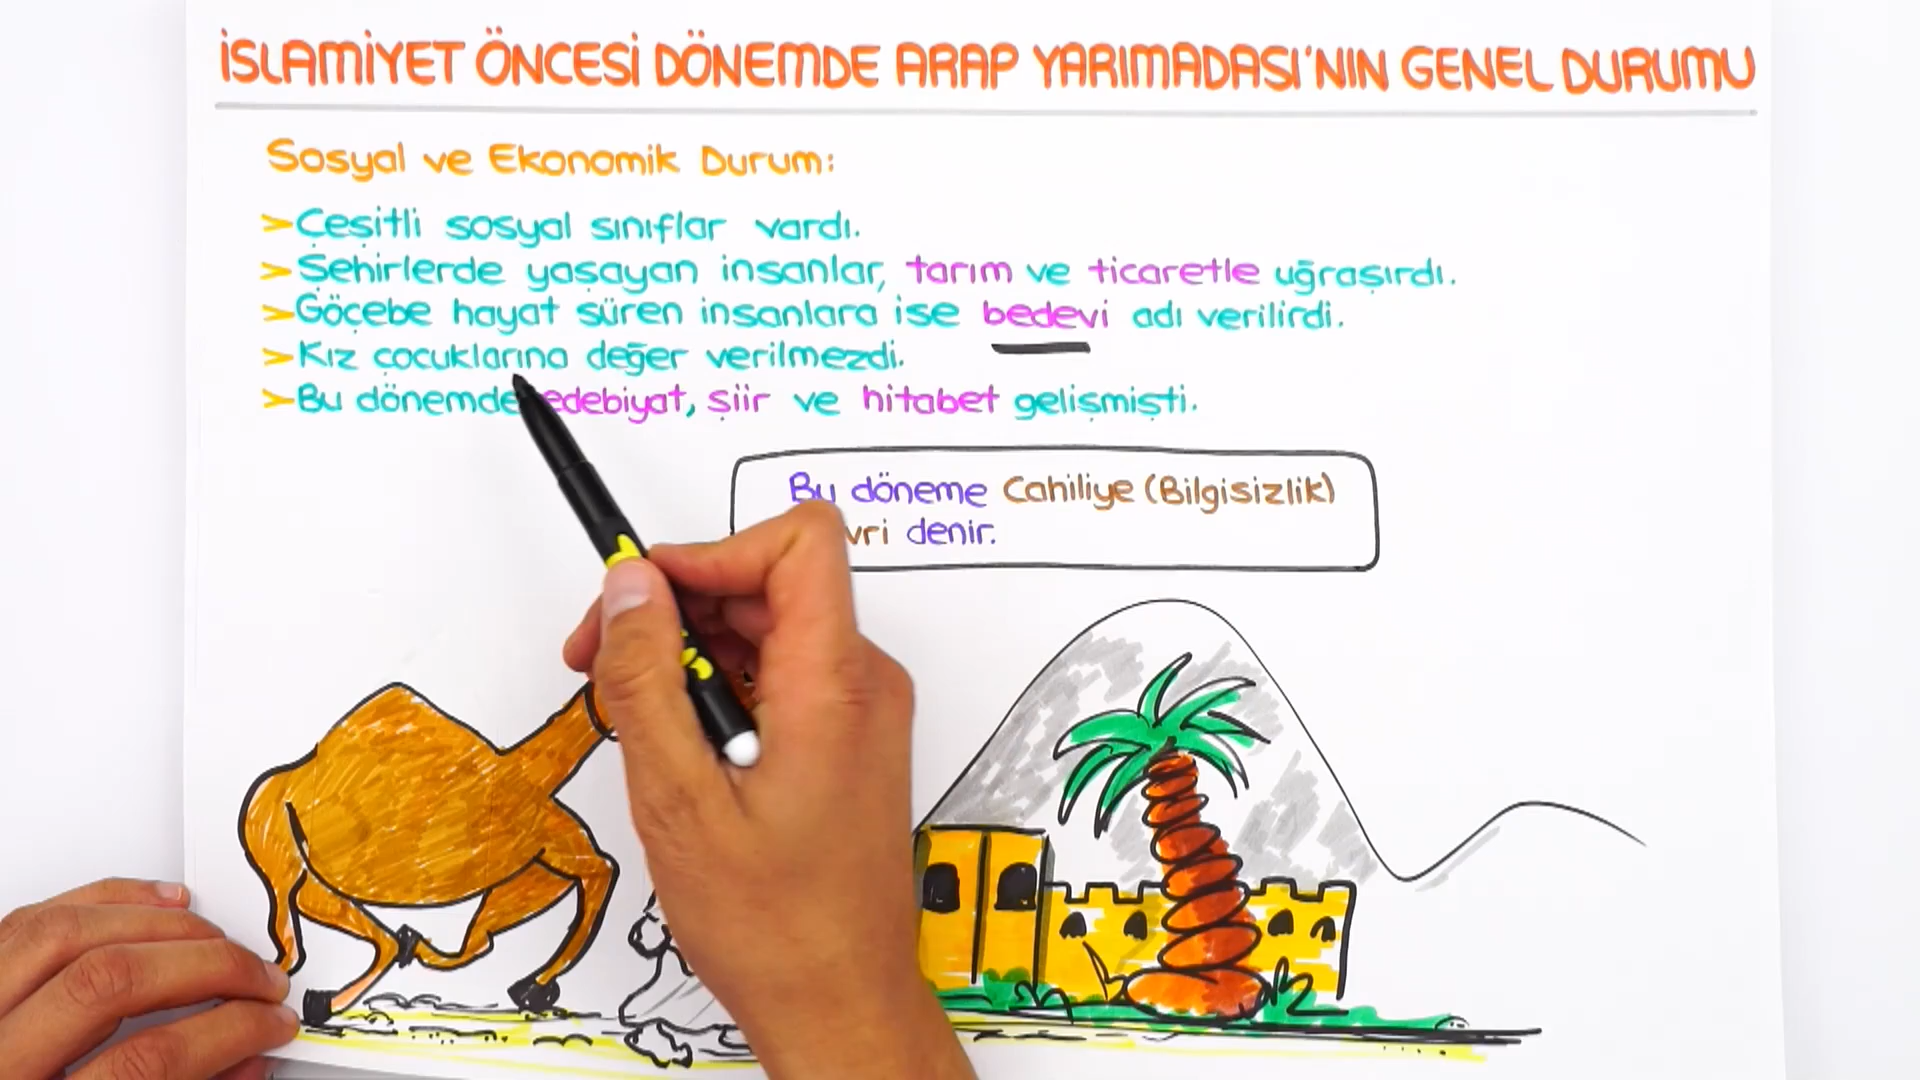 İSLAMİYET ÖNCESİ DÖNEMDE ARAP YARIMADASI'NIN GENEL DURUMU
Sosyal ve Ekonomik Durum:
➤Çeşitli sosyal sınıflar vardı.
➤Şehirlerde yaşayan insanlar, tarım ve ticaretle uğraşırdı.
➤Göçebe hayat süren insanlara ise bedevi adı verilirdi.
➤Kız çocuklarına değer verilmezdi.
➤Bu dönemde edebiyat, şiir ve hitabet gelişmişti.
Bu döneme Cahiliye (Bilgisizlik)
denir.